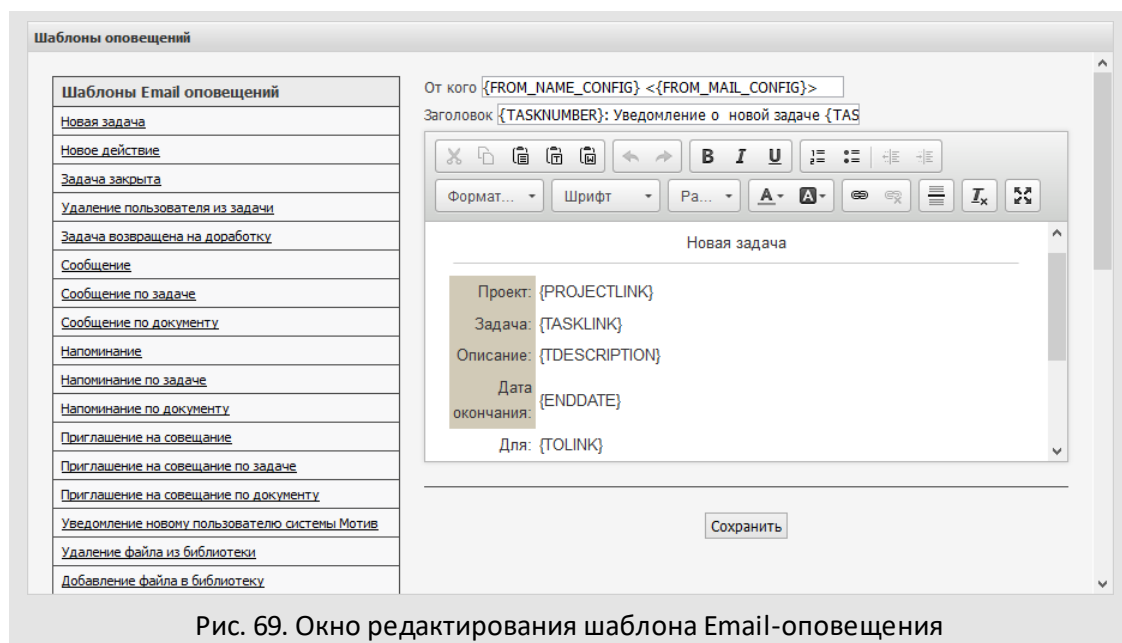 Шаблоны оповещений
Шаблоны Email оповещений
Новая задача
Новое действие
Задача закрыта
Удаление пользователя из задачи
Задача возвращена на доработку
Сообщение
Сообщение по задаче
Сообщение по документу
Напоминание
Напоминание по задаче
Напоминание по документу
Приглашение на совещание
Приглашение на совещание по задаче
Приглашение на совещание по документу
Уведомление новому пользователю системы Мотив
Удаление файла из библиотеки
Добавление файла в библиотеку
От кого {FROM_NAME_CONFIG} <{FROM_MAIL_CONFIG}>
Заголовок {TASKNUMBER}: Уведомление о новой задаче {TAS
B I U
Формат... Шрифт Ра... A A Ix
Новая задача
Проект: {PROJECTLINK}
Задача: {TASKLINK}
Описание: {TDESCRIPTION}
Дата
окончания: {ENDDATE}
Для: {TOLINK}
Сохранить
Рис. 69. Окно редактирования шаблона Email-оповещения